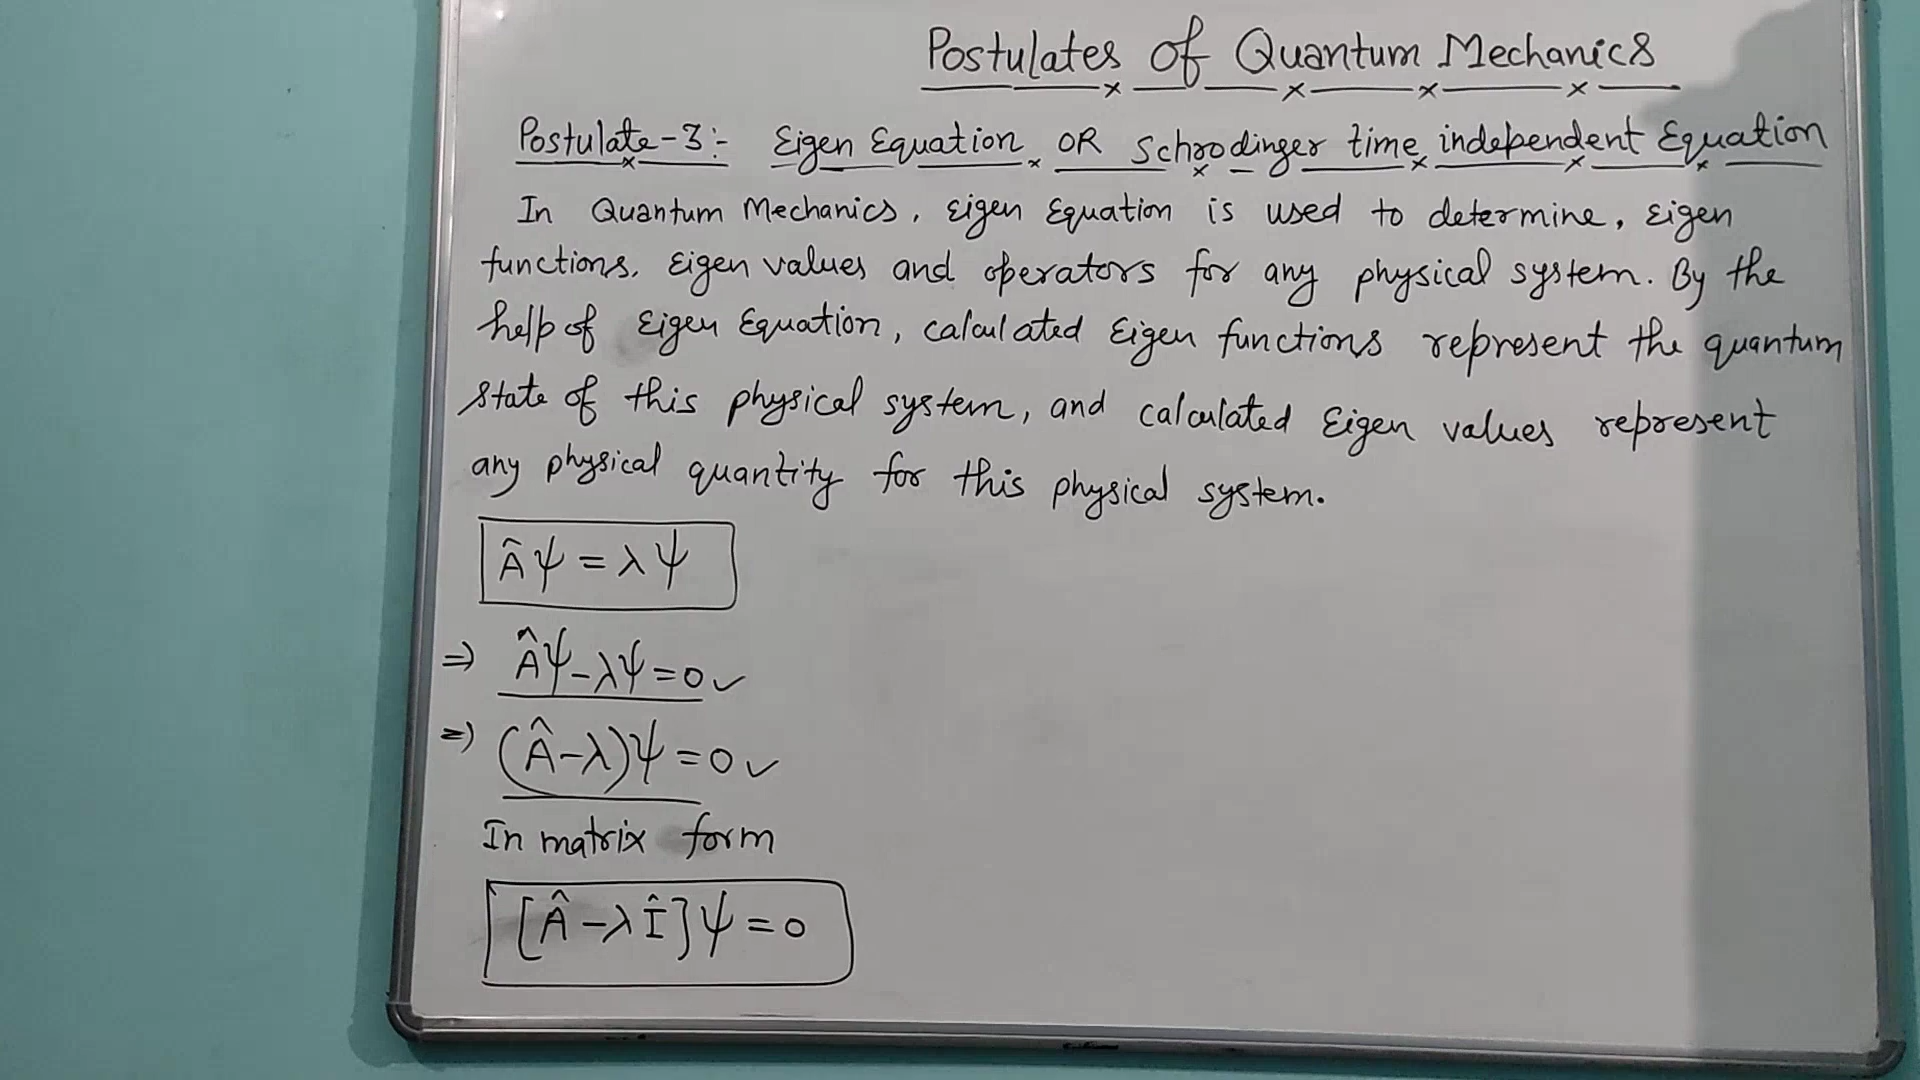 Postulates of Quantum Mechanics
Postulate-3:- Eigen Equation OR Schrodinger time independent Equation
In Quantum Mechanics, Eigen Equation is used to determine, Eigen
functions, Eigen values and operators for any physical system. By the
help of Eigen Equation, calculated Eigen functions represent the quantum
state of this physical system, and calculated Eigen values represent
any physical quantity for this physical system.
Âψ = λψ
⇒ Âψ-λψ=0✓
⇒ (Â-λ)ψ=0✓
In matrix form
[Â-λÎ]ψ=0